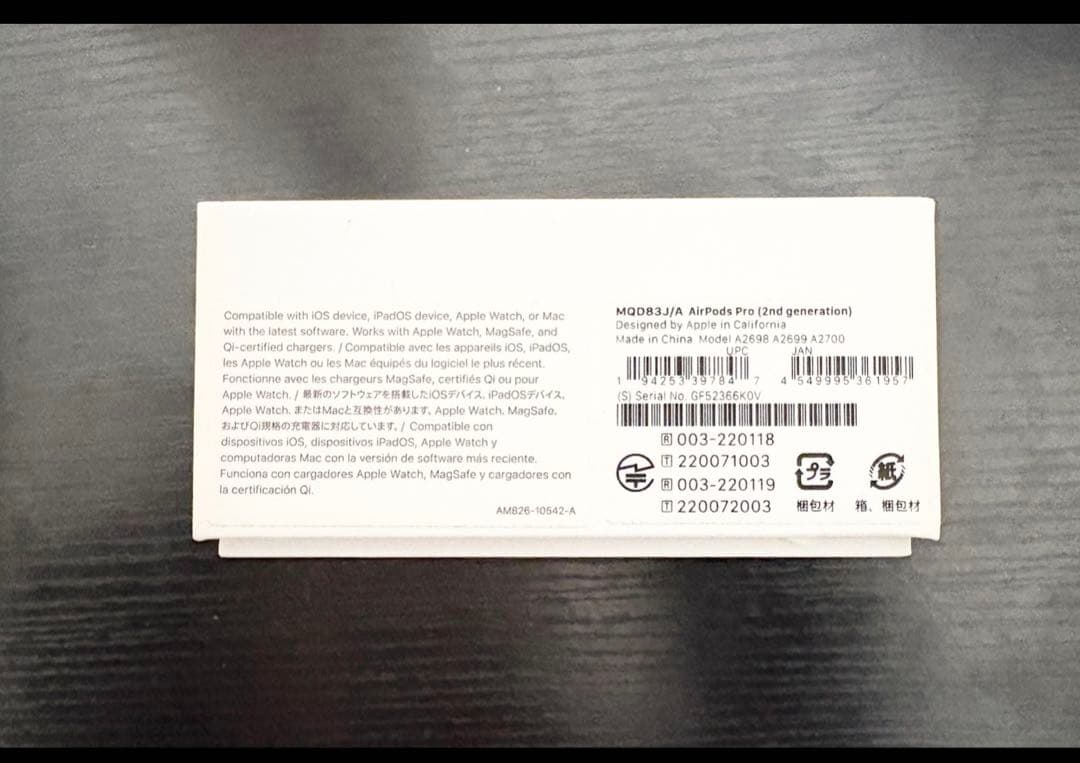 Compatible with iOS device, iPadOS device, Apple Watch, or Mac
with the latest software. Works with Apple Watch, MagSafe, and
Qi-certified chargers. / Compatible avec les appareils iOS, iPadOS,
les Apple Watch ou les Mac équipés du logiciel le plus récent.
Fonctionne avec les chargeurs MagSafe, certifiés Qi ou pour
Apple Watch. / 最新のソフトウェアを搭載したiOSデバイス、iPadOSデバイス、
Apple Watch、またはMacと互換性があります。Apple Watch、MagSafe、
およびQi規格の充電器に対応しています。/ Compatible con
dispositivos iOS, dispositivos iPadOS, Apple Watch y
computadoras Mac con la versión de software más reciente.
Funciona con cargadores Apple Watch, MagSafe y cargadores con
la certificación Qi.
AM826-10542-A
MQD83J/A AirPods Pro (2nd generation)
Designed by Apple in California
Made in China Model A2698 A2699 A2700
UPC JAN
1 94253 39784 7 4 549995 361957
(S) Serial No. GF52366K0V
R 003-220118
T 220071003
R 003-220119
T 220072003
プラ
梱包材
紙
箱、梱包材